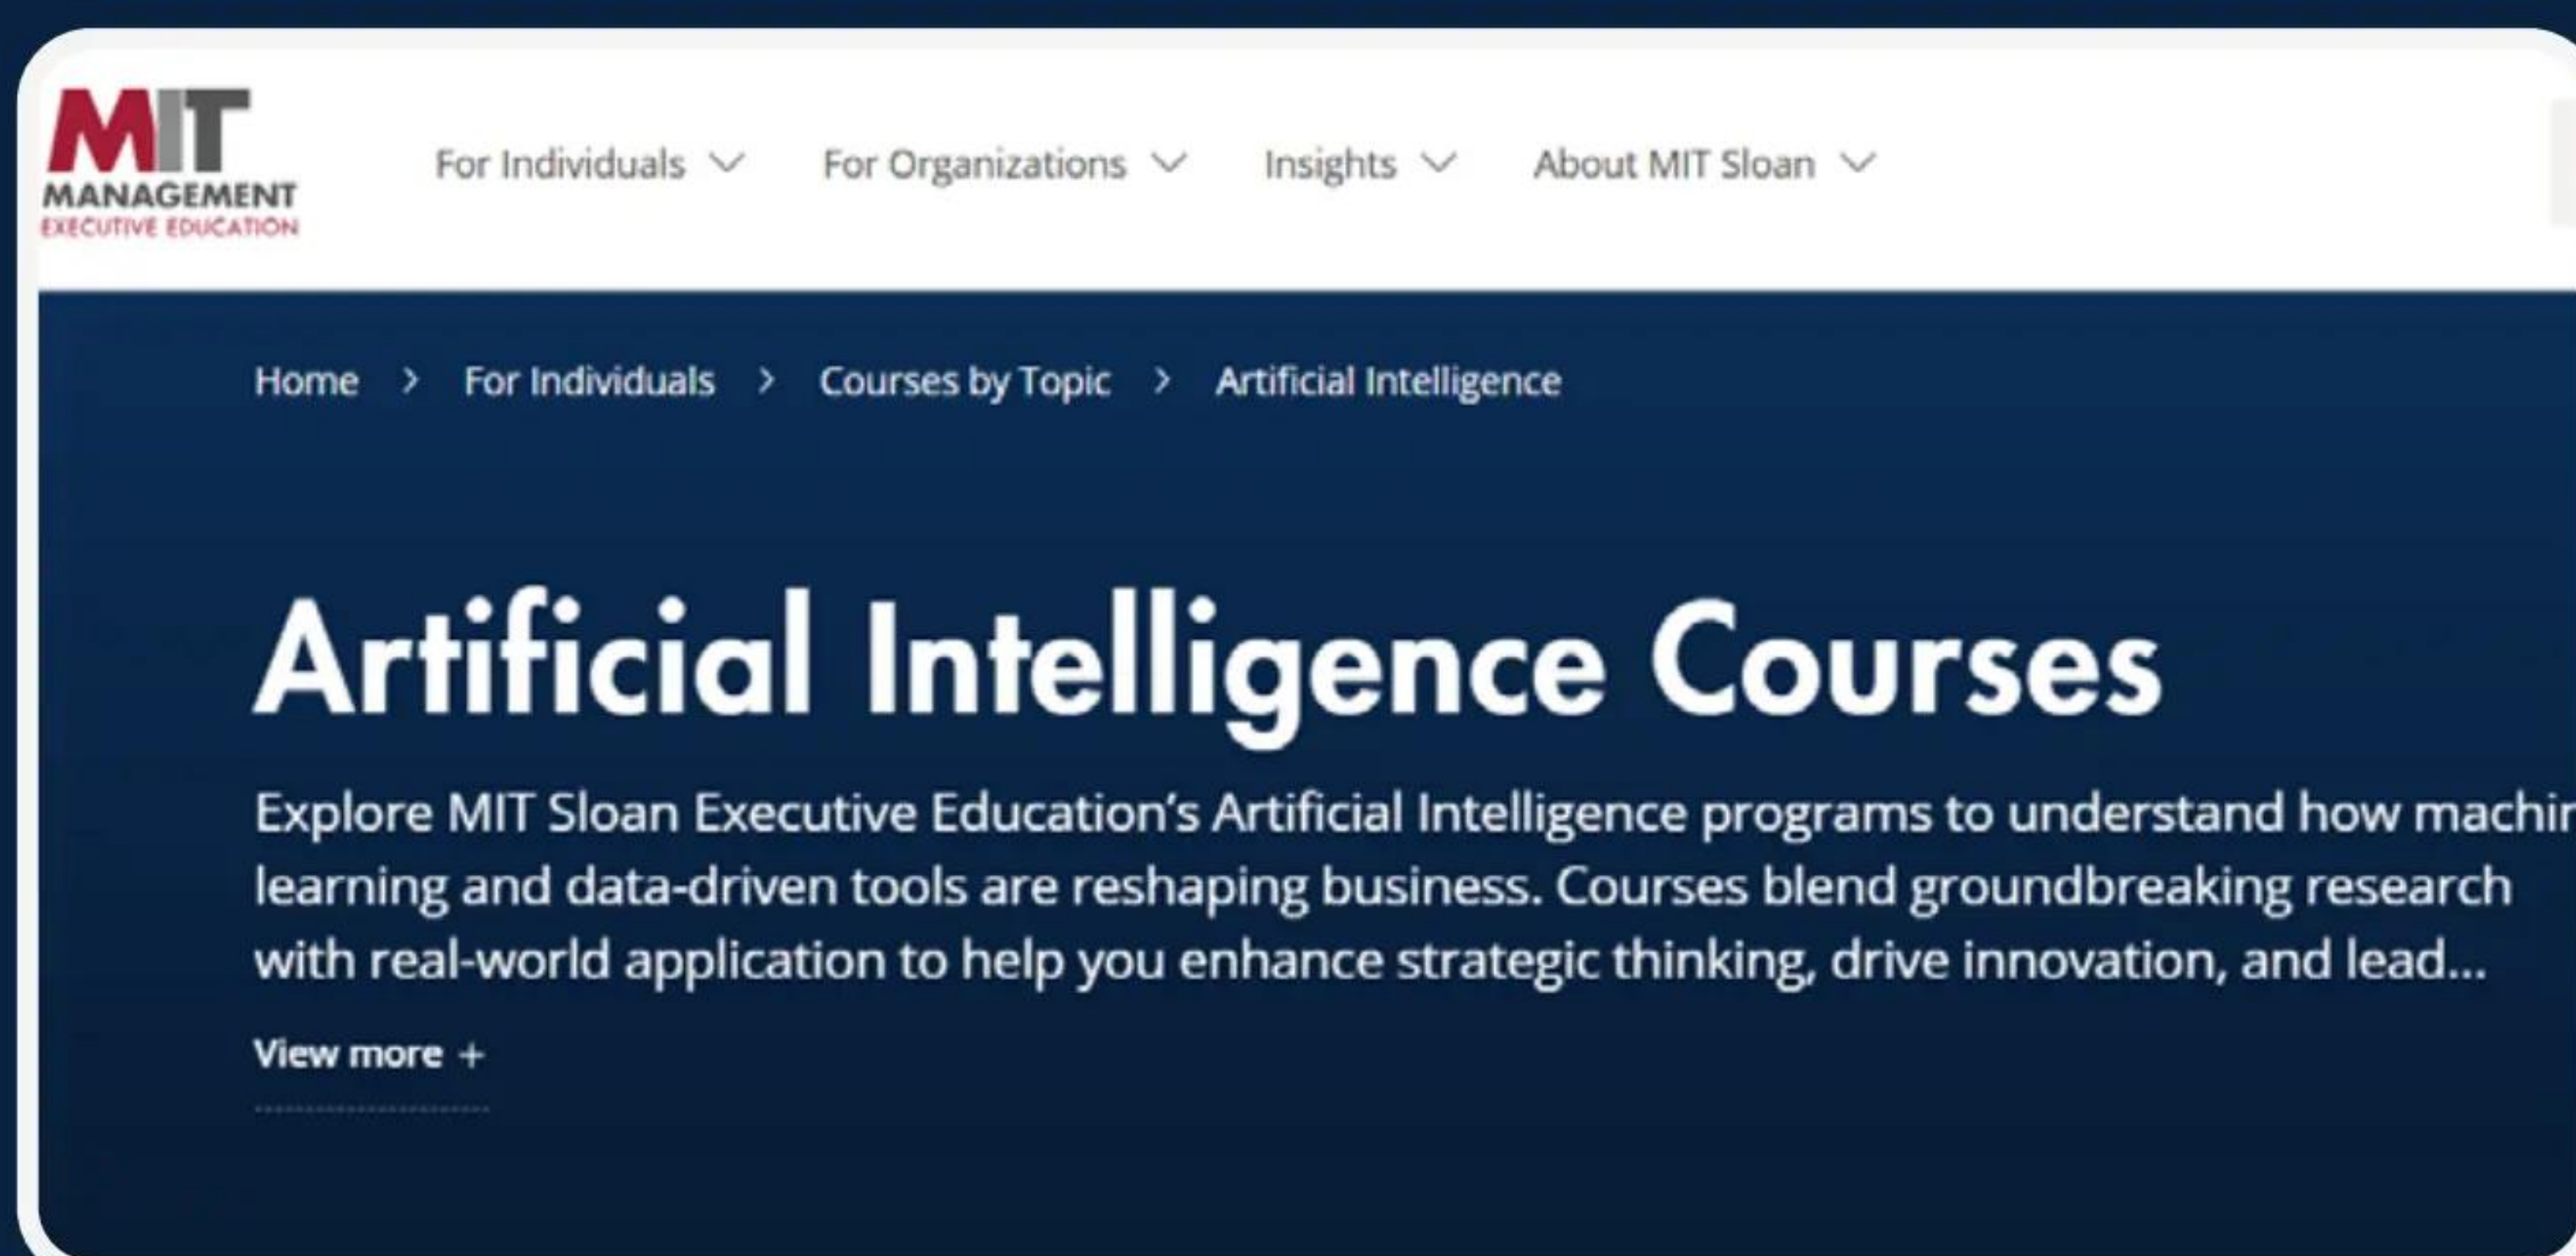 MIT
MANAGEMENT
EXECUTIVE EDUCATION
For Individuals
For Organizations
Insights
About MIT Sloan
Home > For Individuals > Courses by Topic > Artificial Intelligence
Artificial Intelligence Courses
Explore MIT Sloan Executive Education’s Artificial Intelligence programs to understand how machin
learning and data-driven tools are reshaping business. Courses blend groundbreaking research
with real-world application to help you enhance strategic thinking, drive innovation, and lead...
View more +